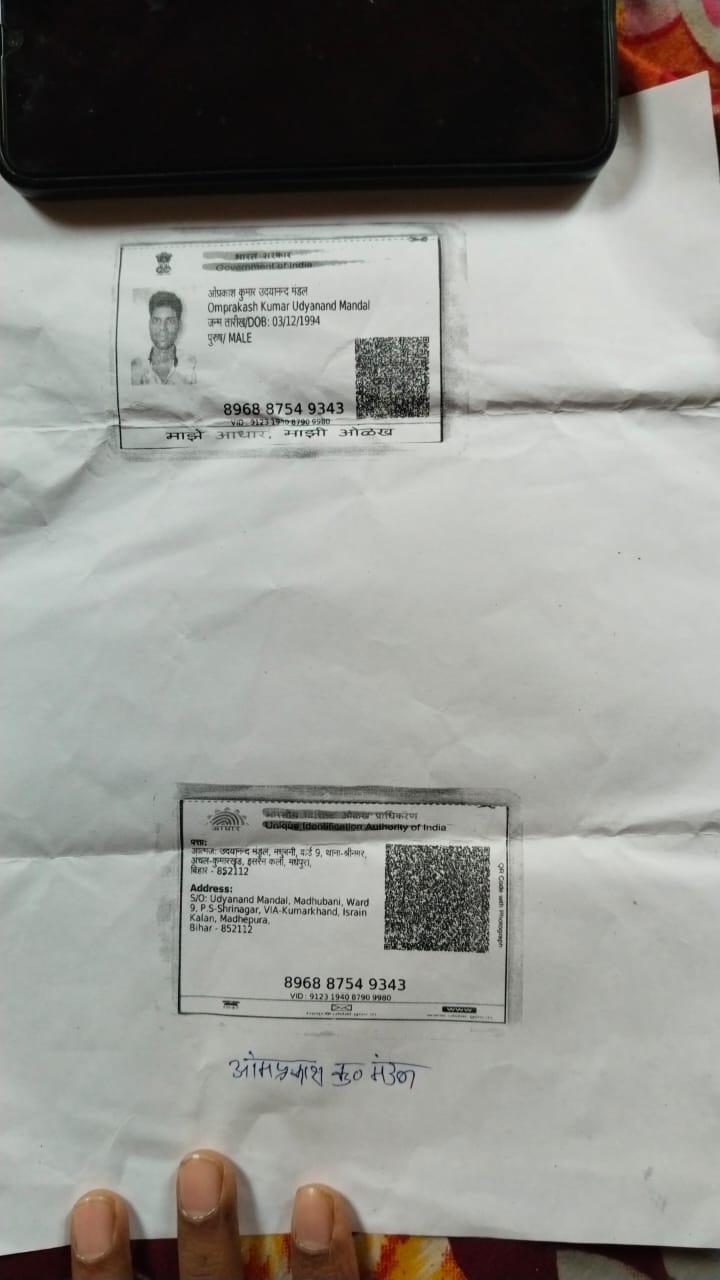 भारत सरकार
Government of India
ओप्रकाश कुमार उदयानन्द मंडल
Omprakash Kumar Udyanand Mandal
जन्म तारीख/DOB: 03/12/1994
पुरुष/ MALE
8968 8754 9343
VID : 9123 1940 8790 9980
माझे आधार, माझी ओळख
भारतीय विशिष्ट ओळख प्राधिकरण
Unique Identification Authority of India
आधार
पत्ता:
आत्मज: उदयानन्द मंडल, मधुबनी, वार्ड 9, थाना-श्रीनगर,
अंचल-कुमारखंड, इसरैन कलां, मधेपुरा,
बिहार - 852112
Address:
S/O: Udyanand Mandal, Madhubani, Ward
9, P.S-Shrinagar, VIA-Kumarkhand, Israin
Kalan, Madhepura,
Bihar - 852112
QR Code with Photograph
8968 8754 9343
VID : 9123 1940 8790 9980
1947
www
ओमप्रकाश कु० मंडल